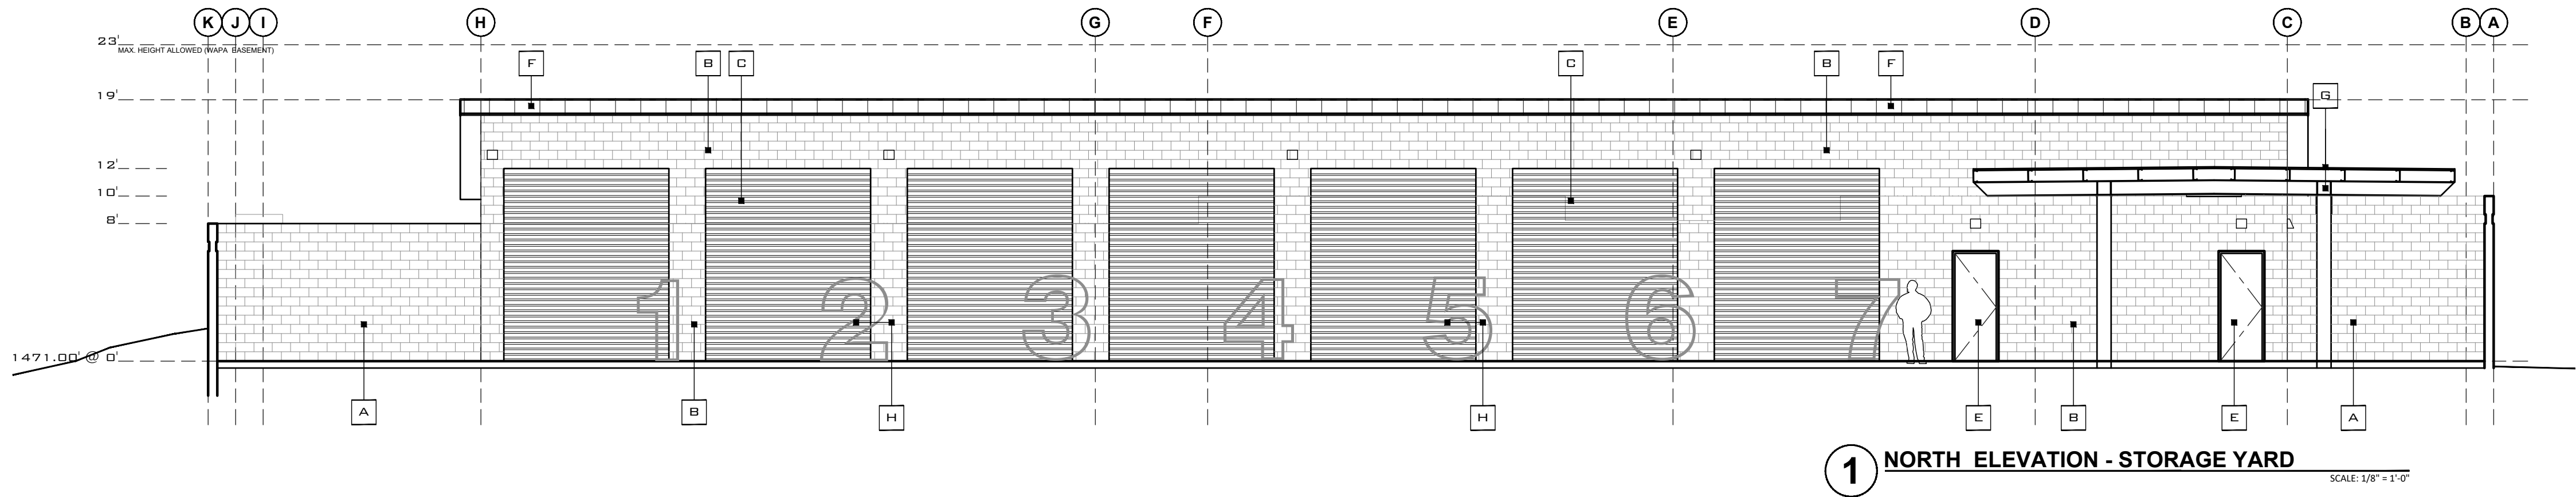 K J I H G F E D C B A
23'
MAX. HEIGHT ALLOWED (WAPA BASEMENT)
F B C C B F
19'
G
12'
10'
8'
1 2 3 4 5 6 7
1471.00' @ 0'
A B H H E B E A
1 NORTH ELEVATION - STORAGE YARD
SCALE: 1/8" = 1'-0"